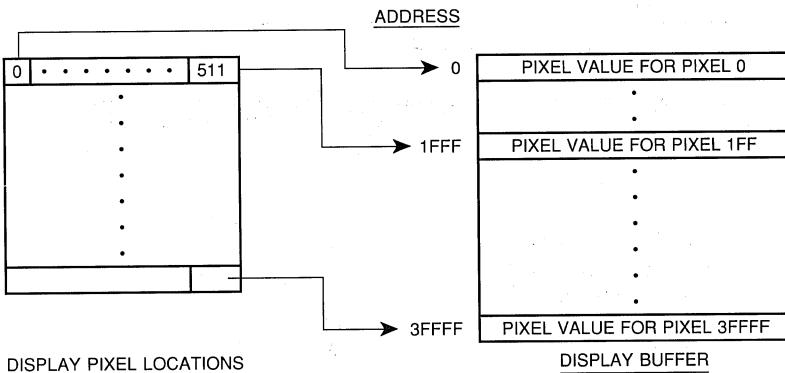 ADDRESS
0 • • • • • • • 511
0
PIXEL VALUE FOR PIXEL 0
1FFF
PIXEL VALUE FOR PIXEL 1FF
3FFFF
PIXEL VALUE FOR PIXEL 3FFFF
DISPLAY PIXEL LOCATIONS
DISPLAY BUFFER